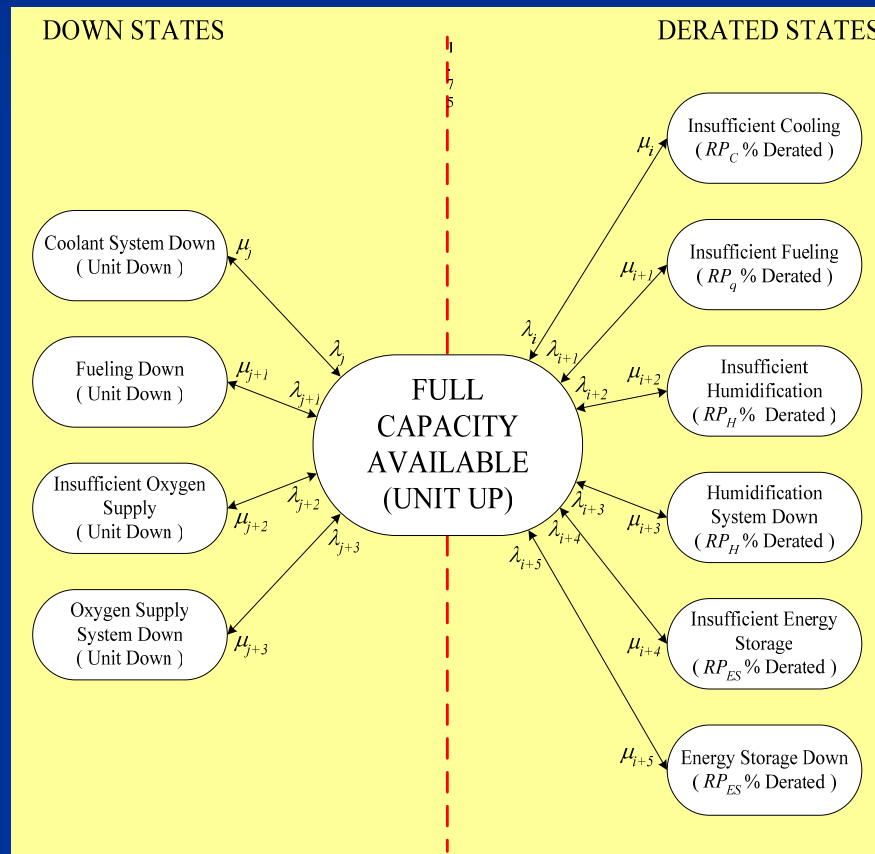 DOWN STATES
DERATED STATES
1
.
7
5
Coolant System Down
( Unit Down )
μj
λj
Fueling Down
( Unit Down )
μj+1
λj+1
Insufficient Oxygen
Supply
( Unit Down )
μj+2
λj+2
Oxygen Supply
System Down
( Unit Down )
μj+3
λj+3
FULL
CAPACITY
AVAILABLE
(UNIT UP)
Insufficient Cooling
( RPC % Derated )
μi
λi
Insufficient Fueling
( RPq % Derated )
μi+1
λi+1
Insufficient
Humidification
( RPH % Derated )
μi+2
λi+2
Humidification
System Down
( RPH % Derated )
μi+3
λi+3
Insufficient Energy
Storage
( RPES % Derated )
μi+4
λi+4
Energy Storage Down
( RPES % Derated )
μi+5
λi+5